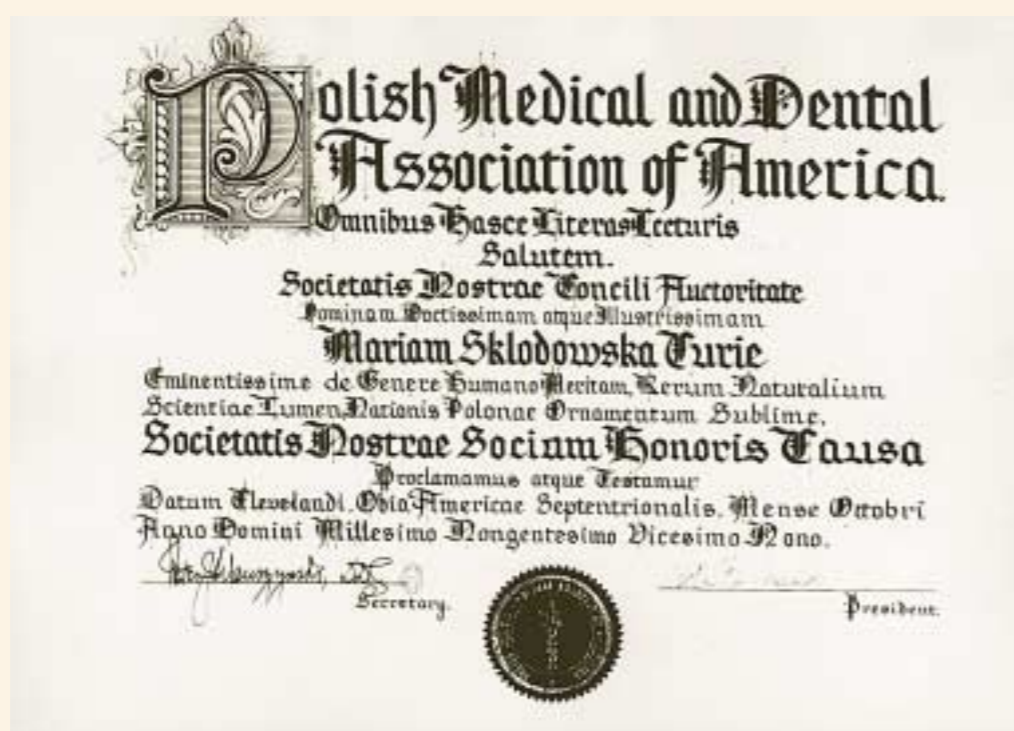 Polish Medical and Dental
Association of America
Omnibus Hasce Literas Lecturis
Salutem.
Societatis Nostrae Concili Auctoritate
Dominam Doctissimam atque Illustrissimam
Mariam Sklodowska Curie
Eminentissime de Genere Humano Meritam, Rerum Naturalium
Scientiae Lumen, Nationis Polonae Ornamentum Sublime,
Societatis Nostrae Socium Honoris Causa
Proclamamus atque Testamur
Datum Clevelandi, Ohio Americae Septentrionalis, Mense Octobri
Anno Domini Millesimo Nongentesimo Vicesimo Nono.
Secretary.
President.